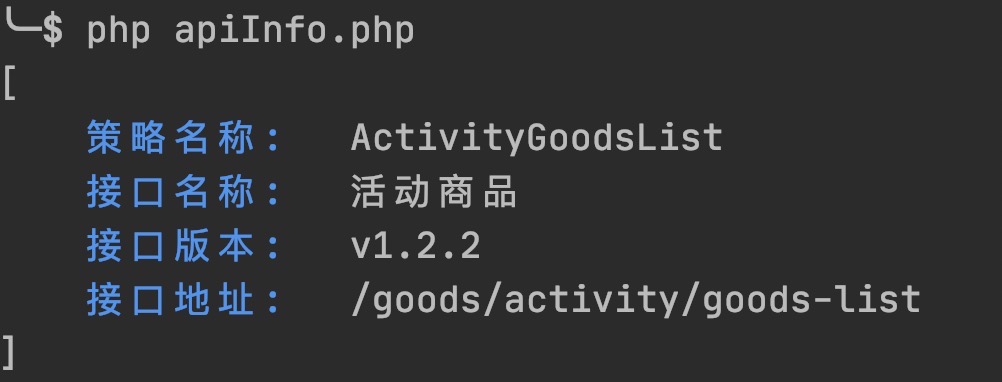 ╰─$ php apiInfo.php
[
策略名称： ActivityGoodsList
接口名称： 活动商品
接口版本： v1.2.2
接口地址： /goods/activity/goods-list
]